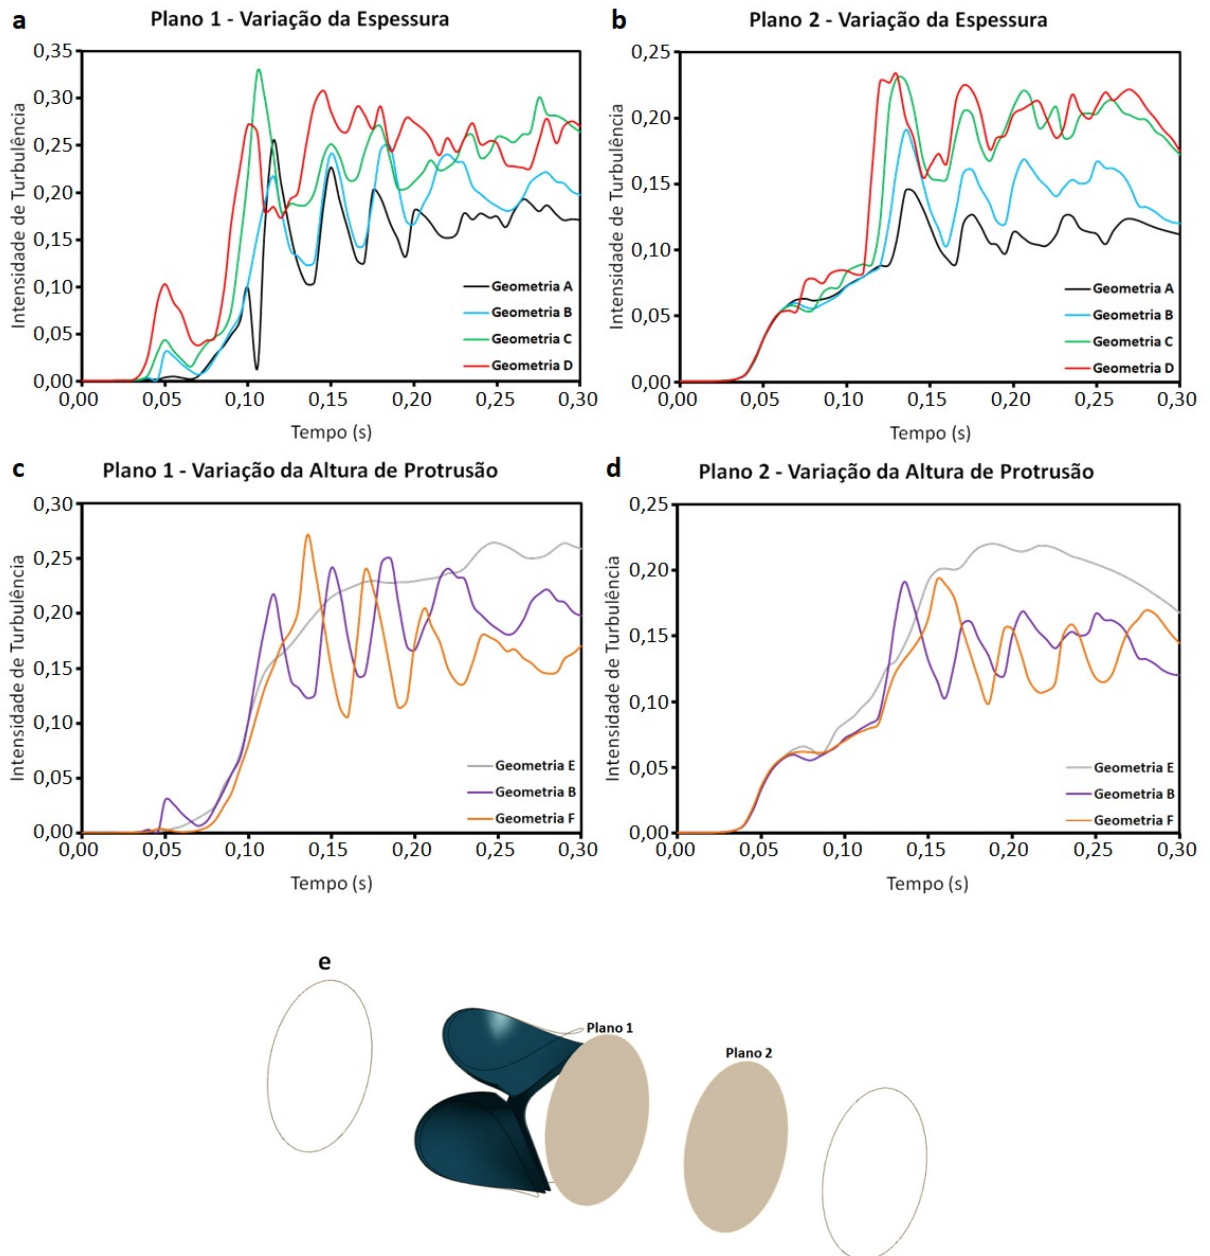 a
Plano 1 - Variação da Espessura
Intensidade de Turbulência
0,35
0,30
0,25
0,20
0,15
0,10
0,05
0,00
0,00 0,05 0,10 0,15 0,20 0,25 0,30
Tempo (s)
Geometria A
Geometria B
Geometria C
Geometria D
b
Plano 2 - Variação da Espessura
Intensidade de Turbulência
0,25
0,20
0,15
0,10
0,05
0,00
0,00 0,05 0,10 0,15 0,20 0,25 0,30
Tempo (s)
Geometria A
Geometria B
Geometria C
Geometria D
c
Plano 1 - Variação da Altura de Protrusão
Intensidade de Turbulência
0,30
0,25
0,20
0,15
0,10
0,05
0,00
0,00 0,05 0,10 0,15 0,20 0,25 0,30
Tempo (s)
Geometria E
Geometria B
Geometria F
d
Plano 2 - Variação da Altura de Protrusão
Intensidade de Turbulência
0,25
0,20
0,15
0,10
0,05
0,00
0,00 0,05 0,10 0,15 0,20 0,25 0,30
Tempo (s)
Geometria E
Geometria B
Geometria F
e
Plano 1
Plano 2